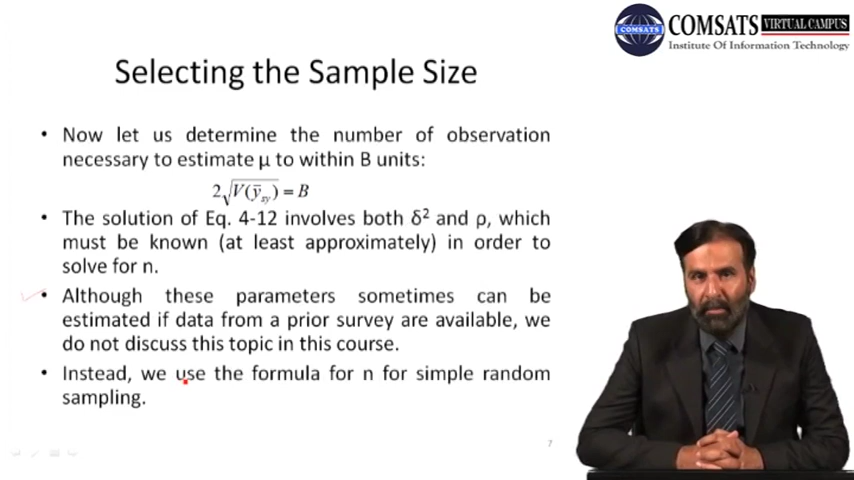 COMSATS VIRTUAL CAMPUS
COMSATS
Institute Of Information Technology
Selecting the Sample Size
• Now let us determine the number of observation
necessary to estimate μ to within B units:
2√V(ȳ_sy) = B
• The solution of Eq. 4-12 involves both δ² and ρ, which
must be known (at least approximately) in order to
solve for n.
• Although these parameters sometimes can be
estimated if data from a prior survey are available, we
do not discuss this topic in this course.
• Instead, we use the formula for n for simple random
sampling.
7